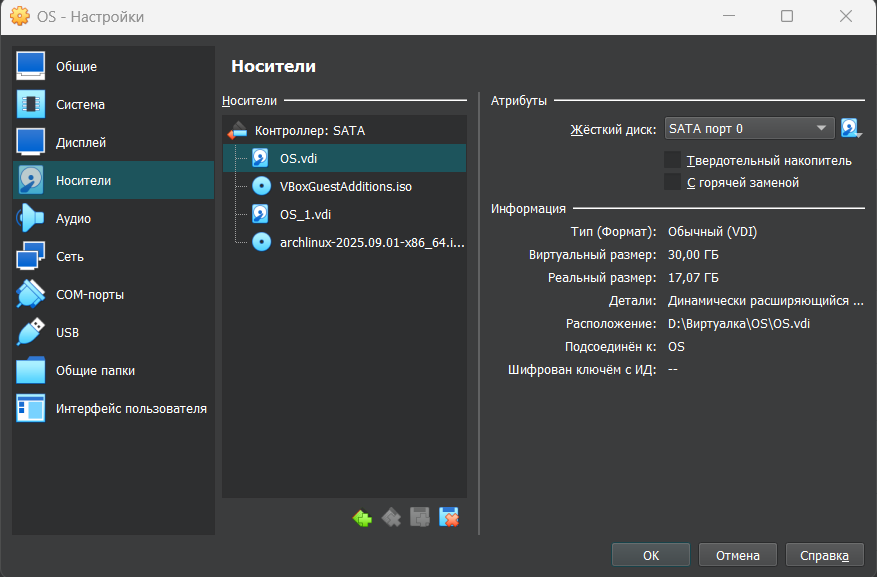 OS - Настройки
Общие
Система
Дисплей
Носители
Аудио
Сеть
COM-порты
USB
Общие папки
Интерфейс пользователя
Носители
Носители
Контроллер: SATA
OS.vdi
VBoxGuestAdditions.iso
OS_1.vdi
archlinux-2025.09.01-x86_64.i...
Атрибуты
Жёсткий диск: SATA порт 0
Твердотельный накопитель
С горячей заменой
Информация
Тип (Формат): Обычный (VDI)
Виртуальный размер: 30,00 ГБ
Реальный размер: 17,07 ГБ
Детали: Динамически расширяющийся ...
Расположение: D:\Виртуалка\OS\OS.vdi
Подсоединён к: OS
Шифрован ключём с ИД: --
OK Отмена Справка